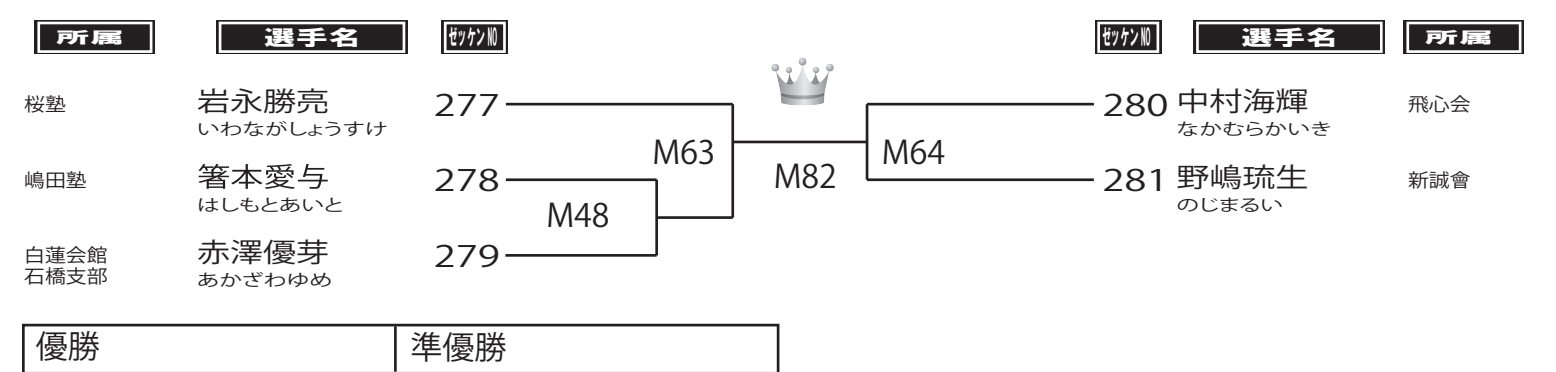 所属 選手名 ゼッケンNO ゼッケンNO 選手名 所属
桜塾 岩永勝亮 277 280 中村海輝 飛心会
いわながしょうすけ なかむらかいき
M63 M82 M64
嶋田塾 箸本愛与 278 281 野嶋琉生 新誠會
はしもとあいと のじまるい
M48
白蓮会館 赤澤優芽 279
石橋支部 あかざわゆめ
優勝 準優勝